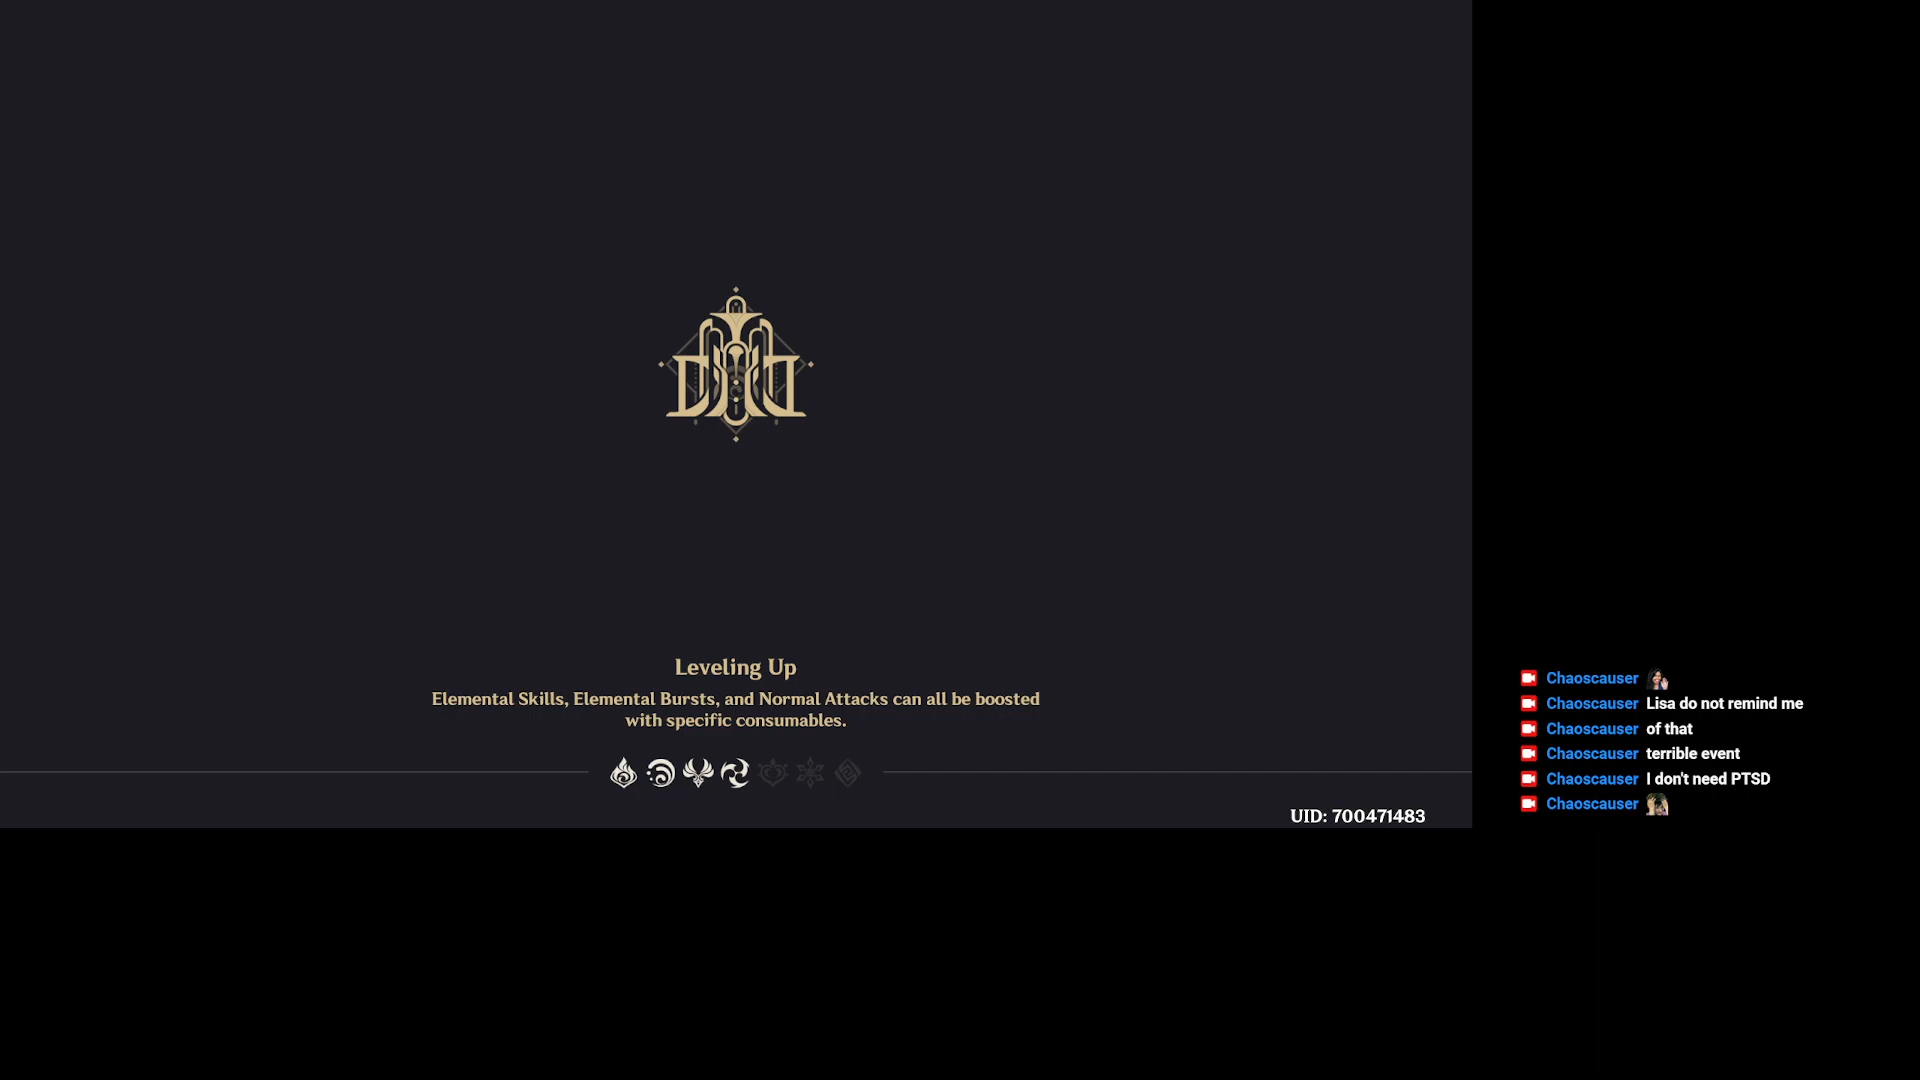 Leveling Up
Elemental Skills, Elemental Bursts, and Normal Attacks can all be boosted
with specific consumables.
UID: 700471483
Chaoscauser
Chaoscauser Lisa do not remind me
Chaoscauser of that
Chaoscauser terrible event
Chaoscauser I don't need PTSD
Chaoscauser